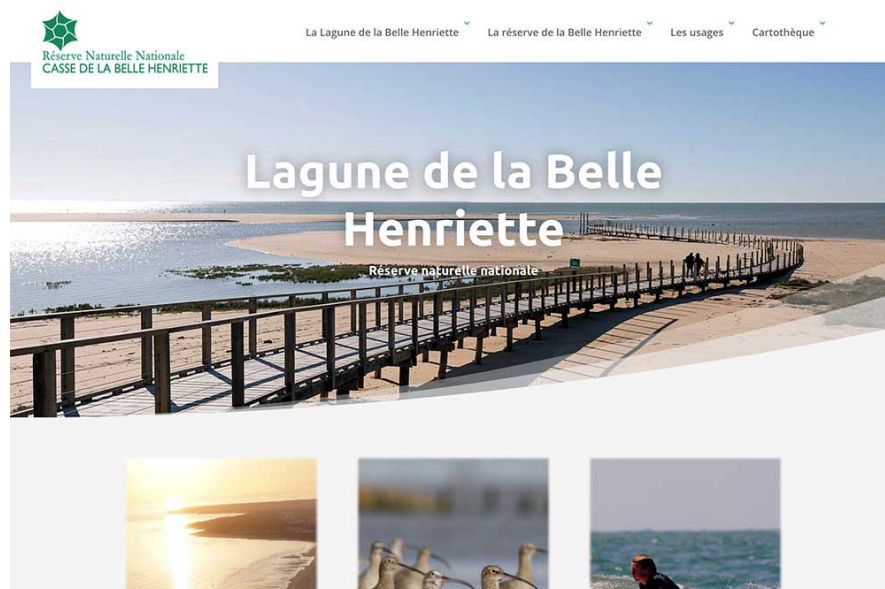 La Lagune de la Belle Henriette
La réserve de la Belle Henriette
Les usages
Cartothèque
Réserve Naturelle Nationale
CASSE DE LA BELLE HENRIETTE
Lagune de la Belle
Henriette
Réserve naturelle nationale